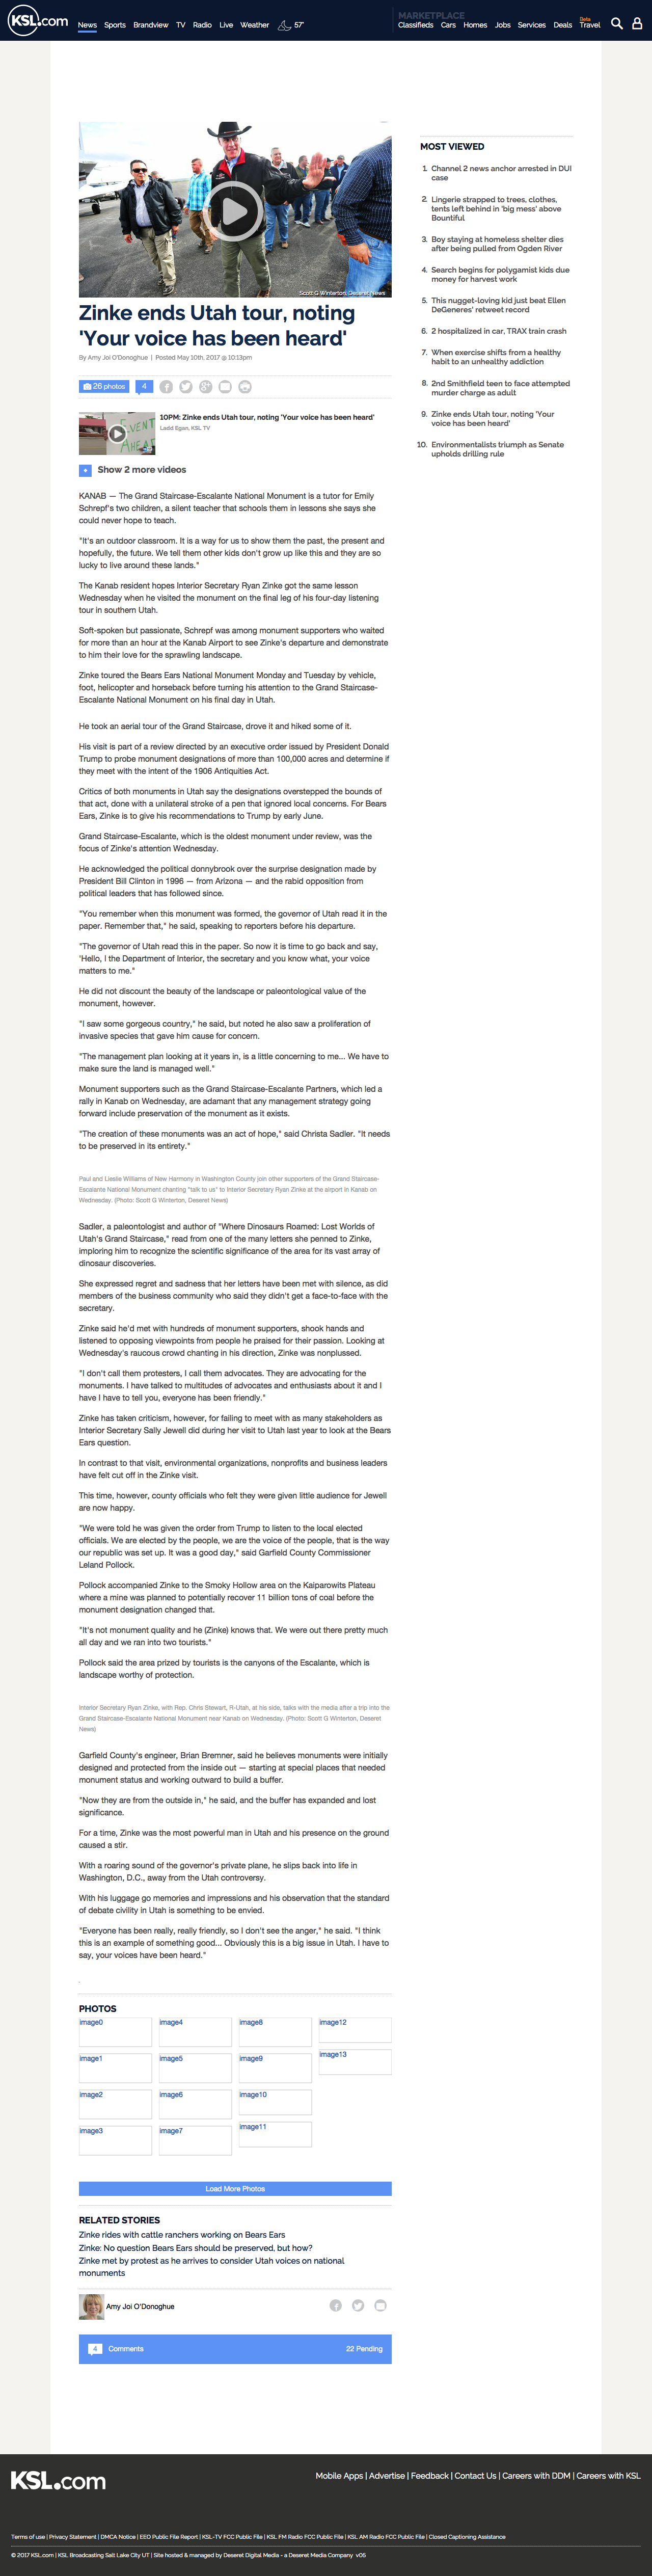 KSL.com
News Sports Brandview TV Radio Live Weather 57°
MARKETPLACE
Classifieds Cars Homes Jobs Services Deals Beta Travel
Scott G Winterton, Deseret News
Zinke ends Utah tour, noting
'Your voice has been heard'
By Amy Joi O'Donoghue | Posted May 10th, 2017 @ 10:13pm
26 photos 4
EVENT
AHEAD
10PM: Zinke ends Utah tour, noting 'Your voice has been heard'
Ladd Egan, KSL TV
+ Show 2 more videos
KANAB — The Grand Staircase-Escalante National Monument is a tutor for Emily
Schrepf's two children, a silent teacher that schools them in lessons she says she
could never hope to teach.
"It's an outdoor classroom. It is a way for us to show them the past, the present and
hopefully, the future. We tell them other kids don't grow up like this and they are so
lucky to live around these lands."
The Kanab resident hopes Interior Secretary Ryan Zinke got the same lesson
Wednesday when he visited the monument on the final leg of his four-day listening
tour in southern Utah.
Soft-spoken but passionate, Schrepf was among monument supporters who waited
for more than an hour at the Kanab Airport to see Zinke's departure and demonstrate
to him their love for the sprawling landscape.
Zinke toured the Bears Ears National Monument Monday and Tuesday by vehicle,
foot, helicopter and horseback before turning his attention to the Grand Staircase-
Escalante National Monument on his final day in Utah.
He took an aerial tour of the Grand Staircase, drove it and hiked some of it.
His visit is part of a review directed by an executive order issued by President Donald
Trump to probe monument designations of more than 100,000 acres and determine if
they meet with the intent of the 1906 Antiquities Act.
Critics of both monuments in Utah say the designations overstepped the bounds of
that act, done with a unilateral stroke of a pen that ignored local concerns. For Bears
Ears, Zinke is to give his recommendations to Trump by early June.
Grand Staircase-Escalante, which is the oldest monument under review, was the
focus of Zinke's attention Wednesday.
He acknowledged the political donnybrook over the surprise designation made by
President Bill Clinton in 1996 — from Arizona — and the rabid opposition from
political leaders that has followed since.
"You remember when this monument was formed, the governor of Utah read it in the
paper. Remember that," he said, speaking to reporters before his departure.
"The governor of Utah read this in the paper. So now it is time to go back and say,
'Hello, I the Department of Interior, the secretary and you know what, your voice
matters to me."
He did not discount the beauty of the landscape or paleontological value of the
monument, however.
"I saw some gorgeous country," he said, but noted he also saw a proliferation of
invasive species that gave him cause for concern.
"The management plan looking at it years in, is a little concerning to me... We have to
make sure the land is managed well."
Monument supporters such as the Grand Staircase-Escalante Partners, which led a
rally in Kanab on Wednesday, are adamant that any management strategy going
forward include preservation of the monument as it exists.
"The creation of these monuments was an act of hope," said Christa Sadler. "It needs
to be preserved in its entirety."
Paul and Lieslie Williams of New Harmony in Washington County join other supporters of the Grand Staircase-
Escalante National Monument chanting "talk to us" to Interior Secretary Ryan Zinke at the airport in Kanab on
Wednesday. (Photo: Scott G Winterton, Deseret News)
Sadler, a paleontologist and author of "Where Dinosaurs Roamed: Lost Worlds of
Utah's Grand Staircase," read from one of the many letters she penned to Zinke,
imploring him to recognize the scientific significance of the area for its vast array of
dinosaur discoveries.
She expressed regret and sadness that her letters have been met with silence, as did
members of the business community who said they didn't get a face-to-face with the
secretary.
Zinke said he'd met with hundreds of monument supporters, shook hands and
listened to opposing viewpoints from people he praised for their passion. Looking at
Wednesday's raucous crowd chanting in his direction, Zinke was nonplussed.
"I don't call them protesters, I call them advocates. They are advocating for the
monuments. I have talked to multitudes of advocates and enthusiasts about it and I
have I have to tell you, everyone has been friendly."
Zinke has taken criticism, however, for failing to meet with as many stakeholders as
Interior Secretary Sally Jewell did during her visit to Utah last year to look at the Bears
Ears question.
In contrast to that visit, environmental organizations, nonprofits and business leaders
have felt cut off in the Zinke visit.
This time, however, county officials who felt they were given little audience for Jewell
are now happy.
"We were told he was given the order from Trump to listen to the local elected
officials. We are elected by the people, we are the voice of the people, that is the way
our republic was set up. It was a good day," said Garfield County Commissioner
Leland Pollock.
Pollock accompanied Zinke to the Smoky Hollow area on the Kaiparowits Plateau
where a mine was planned to potentially recover 11 billion tons of coal before the
monument designation changed that.
"It's not monument quality and he (Zinke) knows that. We were out there pretty much
all day and we ran into two tourists."
Pollock said the area prized by tourists is the canyons of the Escalante, which is
landscape worthy of protection.
Interior Secretary Ryan Zinke, with Rep. Chris Stewart, R-Utah, at his side, talks with the media after a trip into the
Grand Staircase-Escalante National Monument near Kanab on Wednesday. (Photo: Scott G Winterton, Deseret
News)
Garfield County's engineer, Brian Bremner, said he believes monuments were initially
designed and protected from the inside out — starting at special places that needed
monument status and working outward to build a buffer.
"Now they are from the outside in," he said, and the buffer has expanded and lost
significance.
For a time, Zinke was the most powerful man in Utah and his presence on the ground
caused a stir.
With a roaring sound of the governor's private plane, he slips back into life in
Washington, D.C., away from the Utah controversy.
With his luggage go memories and impressions and his observation that the standard
of debate civility in Utah is something to be envied.
"Everyone has been really, really friendly, so I don't see the anger," he said. "I think
this is an example of something good... Obviously this is a big issue in Utah. I have to
say, your voices have been heard."
.
PHOTOS
image0 image4 image8 image12
image1 image5 image9 image13
image2 image6 image10
image3 image7 image11
Load More Photos
RELATED STORIES
Zinke rides with cattle ranchers working on Bears Ears
Zinke: No question Bears Ears should be preserved, but how?
Zinke met by protest as he arrives to consider Utah voices on national
monuments
Amy Joi O'Donoghue
4 Comments 22 Pending
MOST VIEWED
1. Channel 2 news anchor arrested in DUI
case
2. Lingerie strapped to trees, clothes,
tents left behind in 'big mess' above
Bountiful
3. Boy staying at homeless shelter dies
after being pulled from Ogden River
4. Search begins for polygamist kids due
money for harvest work
5. This nugget-loving kid just beat Ellen
DeGeneres' retweet record
6. 2 hospitalized in car, TRAX train crash
7. When exercise shifts from a healthy
habit to an unhealthy addiction
8. 2nd Smithfield teen to face attempted
murder charge as adult
9. Zinke ends Utah tour, noting 'Your
voice has been heard'
10. Environmentalists triumph as Senate
upholds drilling rule
KSL.com
Mobile Apps | Advertise | Feedback | Contact Us | Careers with DDM | Careers with KSL
Terms of use | Privacy Statement | DMCA Notice | EEO Public File Report | KSL-TV FCC Public File | KSL FM Radio FCC Public File | KSL AM Radio FCC Public File | Closed Captioning Assistance
© 2017 KSL.com | KSL Broadcasting Salt Lake City UT | Site hosted & managed by Deseret Digital Media - a Deseret Media Company v05